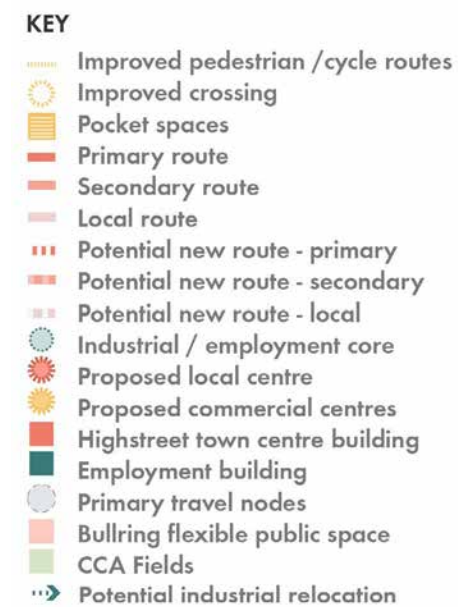 KEY
Improved pedestrian /cycle routes
Improved crossing
Pocket spaces
Primary route
Secondary route
Local route
Potential new route - primary
Potential new route - secondary
Potential new route - local
Industrial / employment core
Proposed local centre
Proposed commercial centres
Highstreet town centre building
Employment building
Primary travel nodes
Bullring flexible public space
CCA Fields
Potential industrial relocation